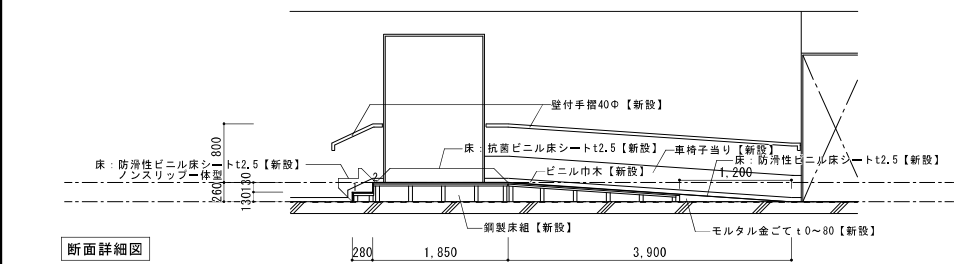 壁付手摺40Φ【新設】
床：抗菌ビニル床シートt2.5【新設】
車椅子当り【新設】
床：防滑性ビニル床シートt2.5【新設】
ノンスリップ一体型
床：防滑性ビニル床シートt2.5【新設】
ビニル巾木【新設】
1,200
800
260
130
130
2
鋼製床組【新設】
モルタル金ごてｔ0～80【新設】
断面詳細図
280
1,850
3,900